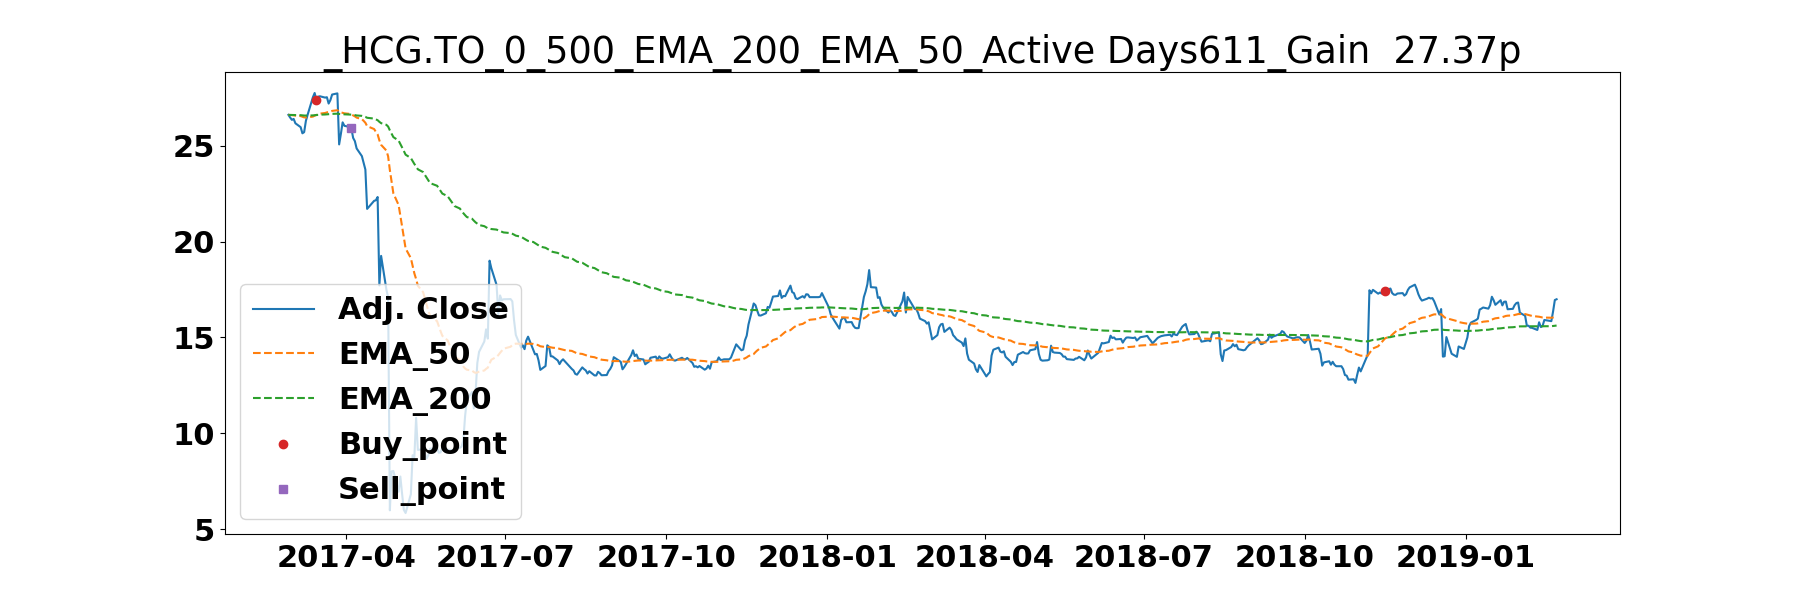 _HCG.TO_0_500_EMA_200_EMA_50_Active Days611_Gain  27.37p
25
20
15
10
5
Adj. Close
EMA_50
EMA_200
Buy_point
Sell_point
2017-04 2017-07 2017-10 2018-01 2018-04 2018-07 2018-10 2019-01